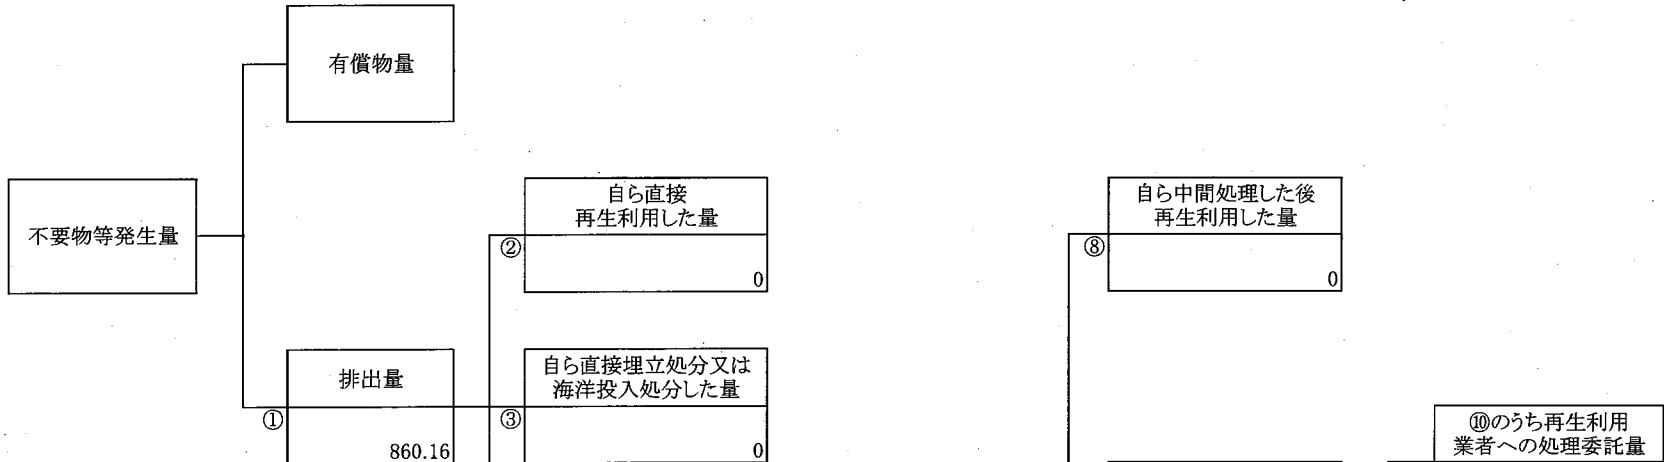 有償物量
不要物等発生量
自ら直接
再生利用した量
②
0
自ら中間処理した後
再生利用した量
⑧
0
排出量
①
860.16
自ら直接埋立処分又は
海洋投入処分した量
③
0
⑩のうち再生利用
業者への処理委託量